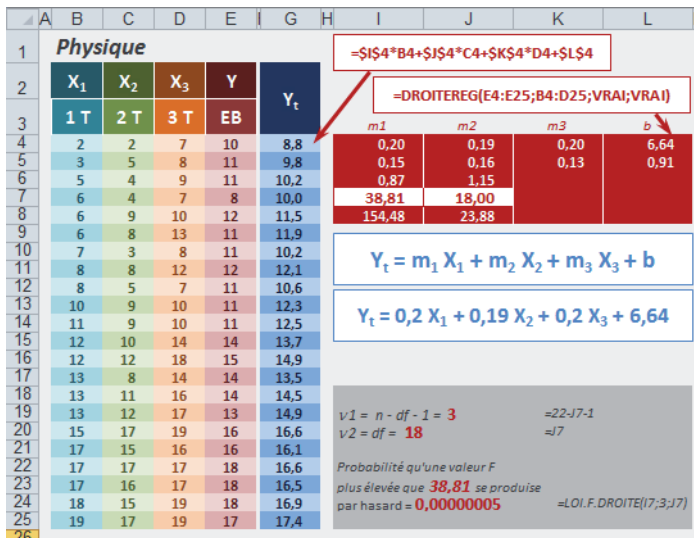 A B C D E G H I J K L
1 Physique
=$I$4*B4+$J$4*C4+$K$4*D4+$L$4
2 X1 X2 X3 Y Yt
=DROITEREG(E4:E25;B4:D25;VRAI;VRAI)
3 1 T 2 T 3 T EB m1 m2 m3 b
4 2 2 7 10 8,8 0,20 0,19 0,20 6,64
5 3 5 8 11 9,8 0,15 0,16 0,13 0,91
6 5 4 9 11 10,2 0,87 1,15
7 6 4 7 8 10,0 38,81 18,00
8 6 9 10 12 11,5 154,48 23,88
9 6 8 13 11 11,9
10 7 3 8 11 10,2
Yt = m1 X1 + m2 X2 + m3 X3 + b
11 8 8 12 12 12,1
12 8 5 7 11 10,6
13 10 9 10 11 12,3
Yt = 0,2 X1 + 0,19 X2 + 0,2 X3 + 6,64
14 11 9 10 11 12,5
15 12 10 14 14 13,7
16 12 12 18 15 14,9
17 13 8 14 14 13,5
18 13 11 16 14 14,5
19 13 12 17 13 14,9 v1 = n - df - 1 = 3 =22-J7-1
20 15 17 19 16 16,6 v2 = df = 18 =J7
21 17 15 16 16 16,1
22 17 17 17 18 16,6 Probabilité qu'une valeur F
23 17 16 17 18 16,5 plus élevée que 38,81 se produise
24 18 15 19 18 16,9 par hasard = 0,00000005 =LOI.F.DROITE(I7;3;J7)
25 19 17 19 17 17,4
26